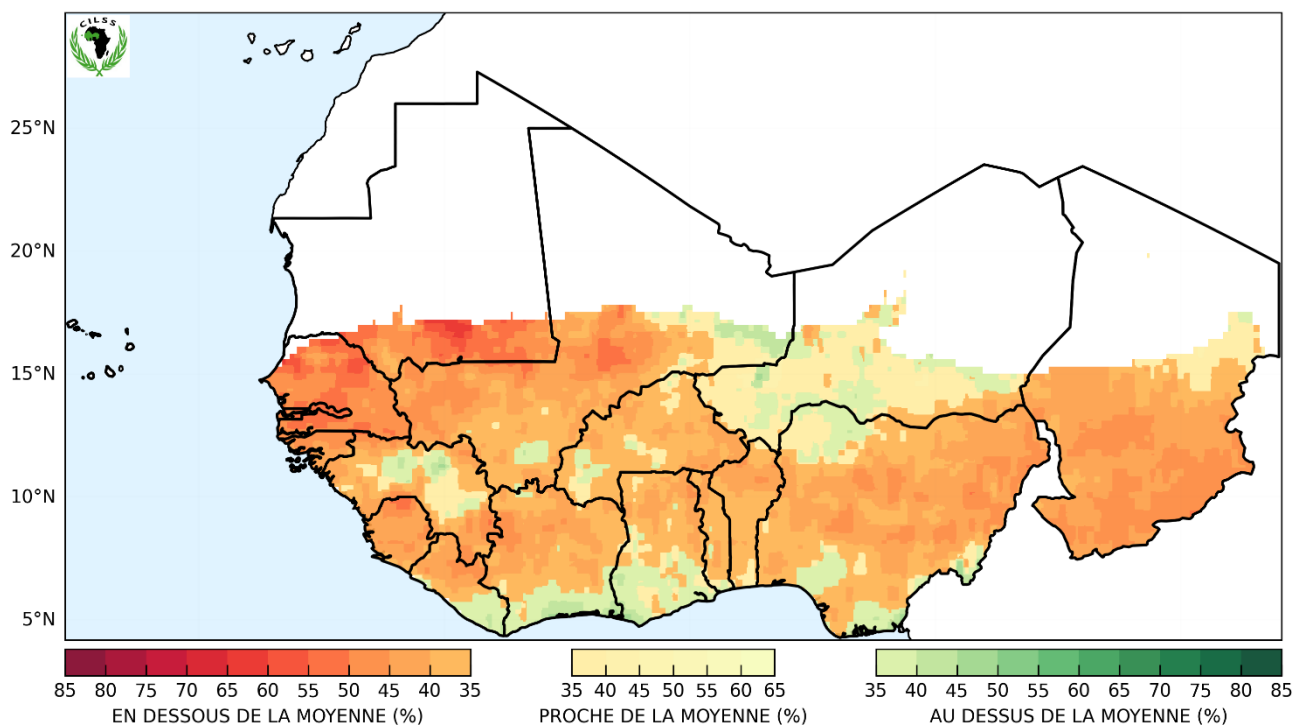 CILSS
25°N
20°N
15°N
10°N
5°N
85 80 75 70 65 60 55 50 45 40 35
EN DESSOUS DE LA MOYENNE (%)
35 40 45 50 55 60 65
PROCHE DE LA MOYENNE (%)
35 40 45 50 55 60 65 70 75 80 85
AU DESSUS DE LA MOYENNE (%)